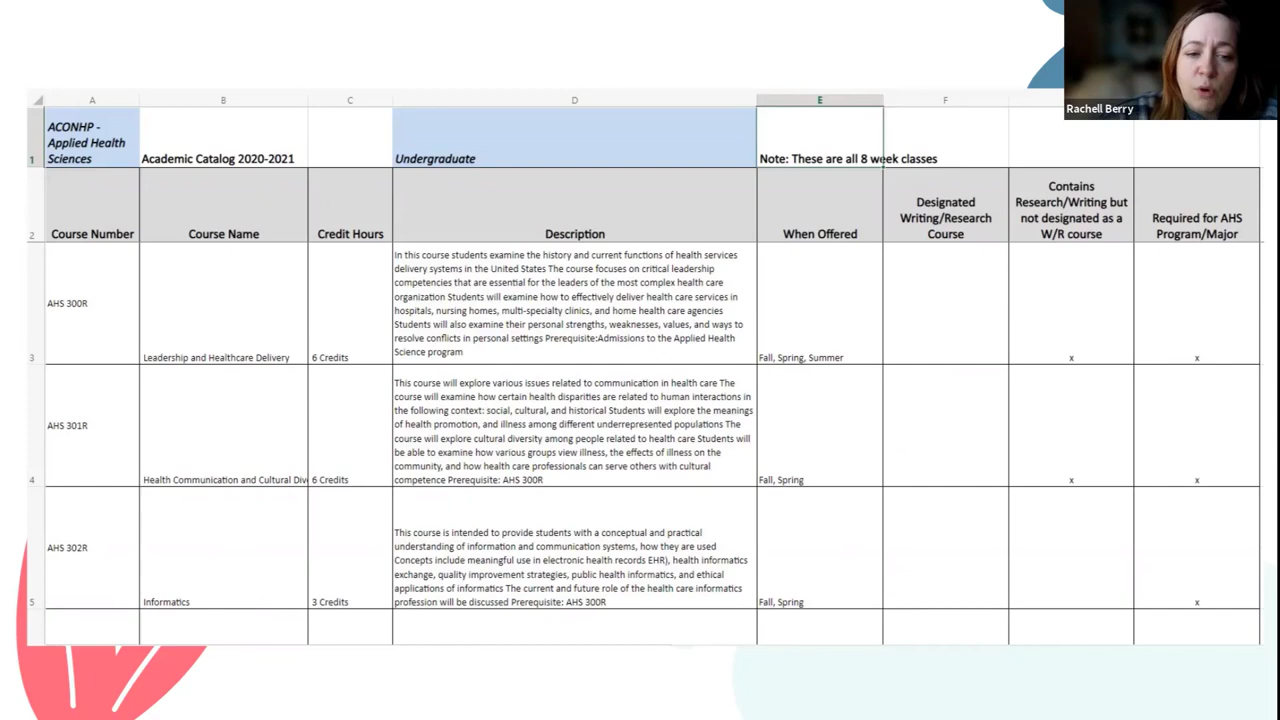 Rachell Berry
A B C D E F
1 ACONHP -
Applied Health
Sciences
Academic Catalog 2020-2021
Undergraduate
Note: These are all 8 week classes
2 Course Number
Course Name
Credit Hours
Description
When Offered
Designated
Writing/Research
Course
Contains
Research/Writing but
not designated as a
W/R course
Required for AHS
Program/Major
3 AHS 300R
Leadership and Healthcare Delivery
6 Credits
In this course students examine the history and current functions of health services
delivery systems in the United States The course focuses on critical leadership
competencies that are essential for the leaders of the most complex health care
organization Students will examine how to effectively deliver health care services in
hospitals, nursing homes, multi-specialty clinics, and home health care agencies
Students will also examine their personal strengths, weaknesses, values, and ways to
resolve conflicts in personal settings Prerequisite:Admissions to the Applied Health
Science program
Fall, Spring, Summer
x
x
4 AHS 301R
Health Communication and Cultural Div
6 Credits
This course will explore various issues related to communication in health care The
course will examine how certain health disparities are related to human interactions in
the following context: social, cultural, and historical Students will explore the meanings
of health promotion, and illness among different underrepresented populations The
course will explore cultural diversity among people related to health care Students will
be able to examine how various groups view illness, the effects of illness on the
community, and how health care professionals can serve others with cultural
competence Prerequisite: AHS 300R
Fall, Spring
x
x
5 AHS 302R
Informatics
3 Credits
This course is intended to provide students with a conceptual and practical
understanding of information and communication systems, how they are used
Concepts include meaningful use in electronic health records EHR), health informatics
exchange, quality improvement strategies, public health informatics, and ethical
applications of informatics The current and future role of the health care informatics
profession will be discussed Prerequisite: AHS 300R
Fall, Spring
x